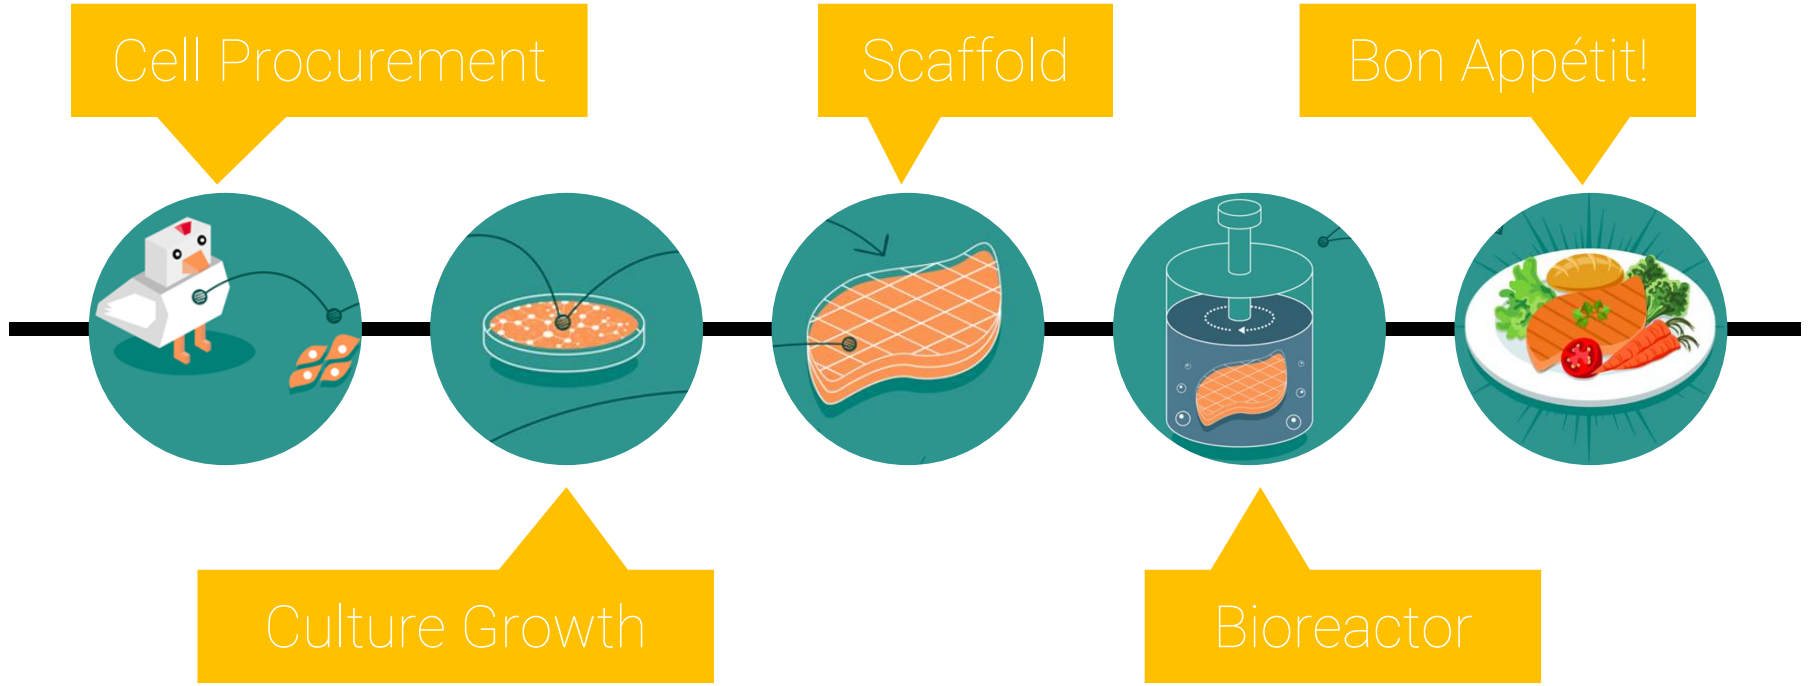 Cell Procurement
Scaffold
Bon Appétit!
Culture Growth
Bioreactor